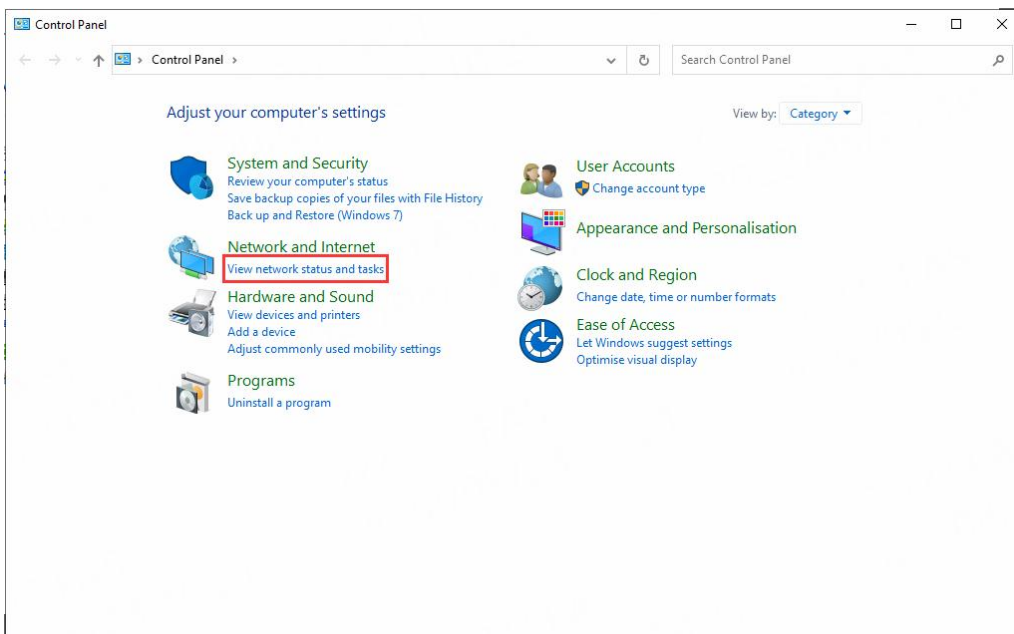 Control Panel
Control Panel
Search Control Panel
Adjust your computer's settings
View by: Category
System and Security
Review your computer's status
Save backup copies of your files with File History
Back up and Restore (Windows 7)
Network and Internet
View network status and tasks
Hardware and Sound
View devices and printers
Add a device
Adjust commonly used mobility settings
Programs
Uninstall a program
User Accounts
Change account type
Appearance and Personalisation
Clock and Region
Change date, time or number formats
Ease of Access
Let Windows suggest settings
Optimise visual display